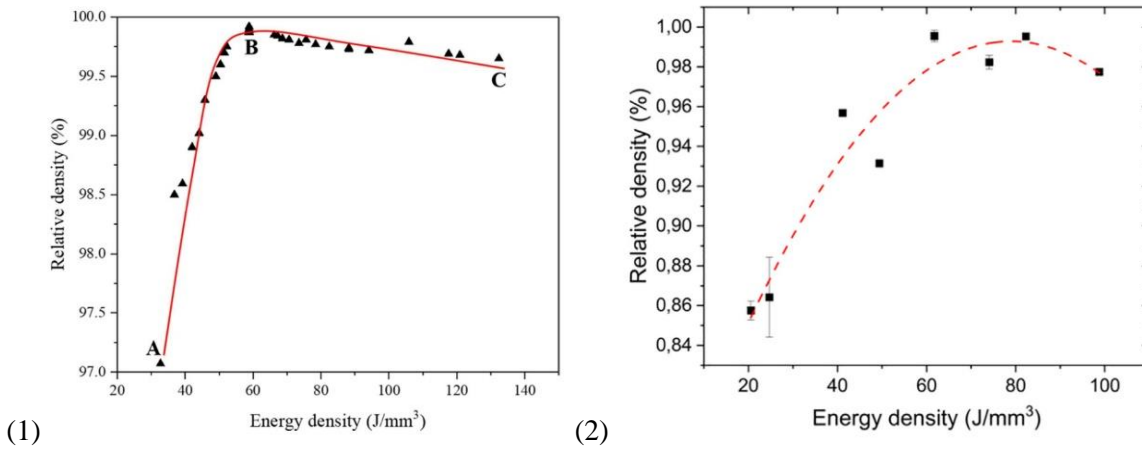 100.0
99.5
99.0
98.5
98.0
97.5
97.0
Relative density (%)
A
B
C
20 40 60 80 100 120 140
Energy density (J/mm³)
(1)
1,00
0,98
0,96
0,94
0,92
0,90
0,88
0,86
0,84
Relative density (%)
20 40 60 80 100
Energy density (J/mm³)
(2)